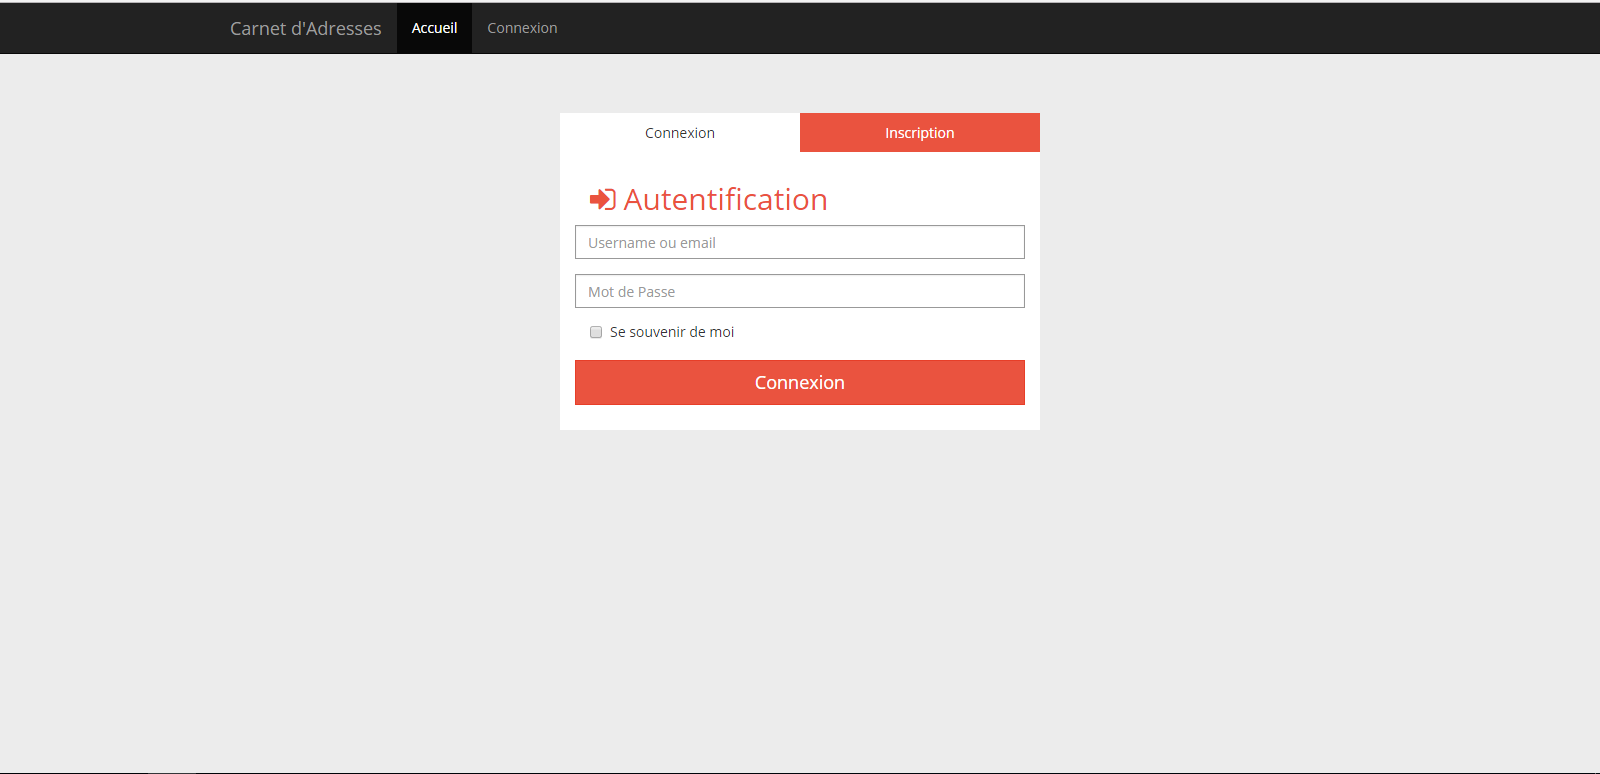 Carnet d'Adresses Accueil Connexion
Connexion Inscription
Autentification
Username ou email
Mot de Passe
Se souvenir de moi
Connexion